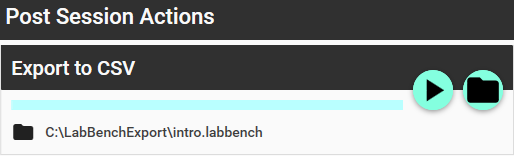 Post Session Actions
Export to CSV
C:\LabBenchExport\intro.labbench